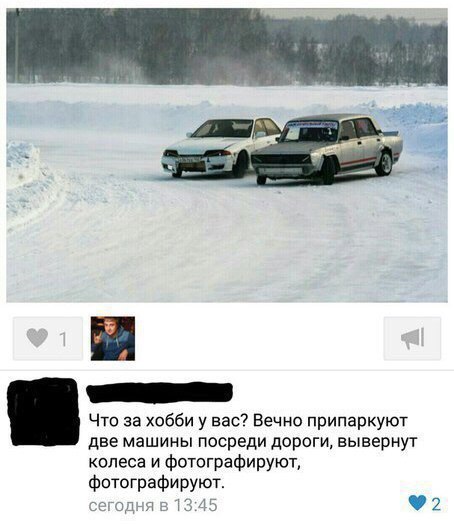 1
Что за хобби у вас? Вечно припаркуют
две машины посреди дороги, вывернут
колеса и фотографируют,
фотографируют.
сегодня в 13:45
2